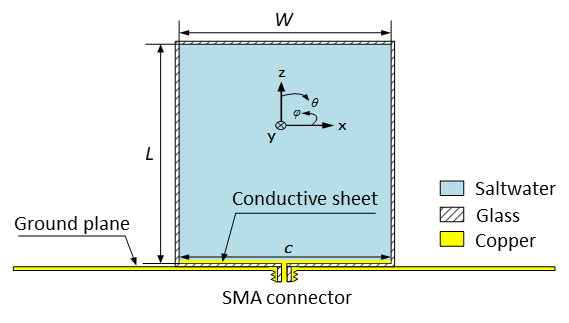 W
z
θ
φ
x
y
L
Conductive sheet
Saltwater
Ground plane
Glass
c
Copper
SMA connector